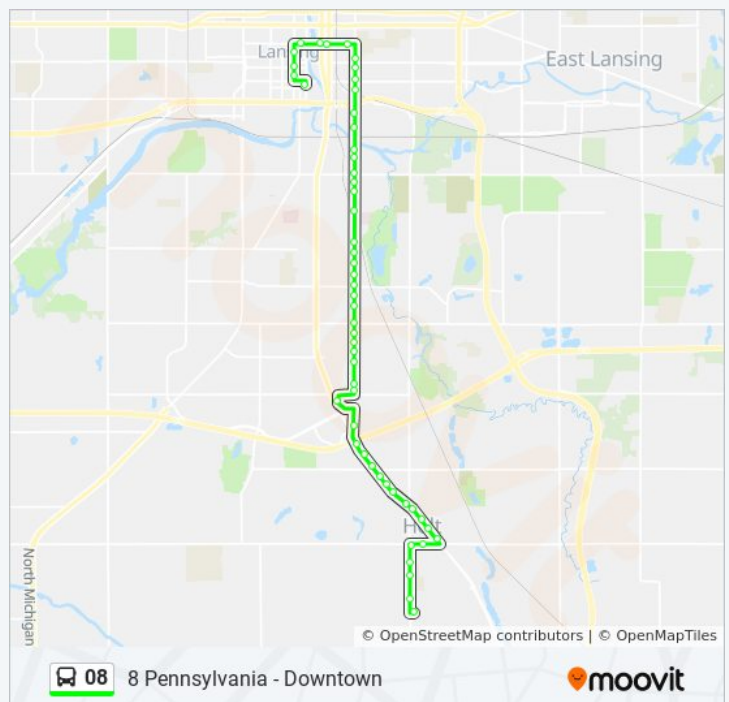 Lansing
East Lansing
Holt
North Michigan
© OpenStreetMap contributors | © OpenMapTiles
08 8 Pennsylvania - Downtown
moovit